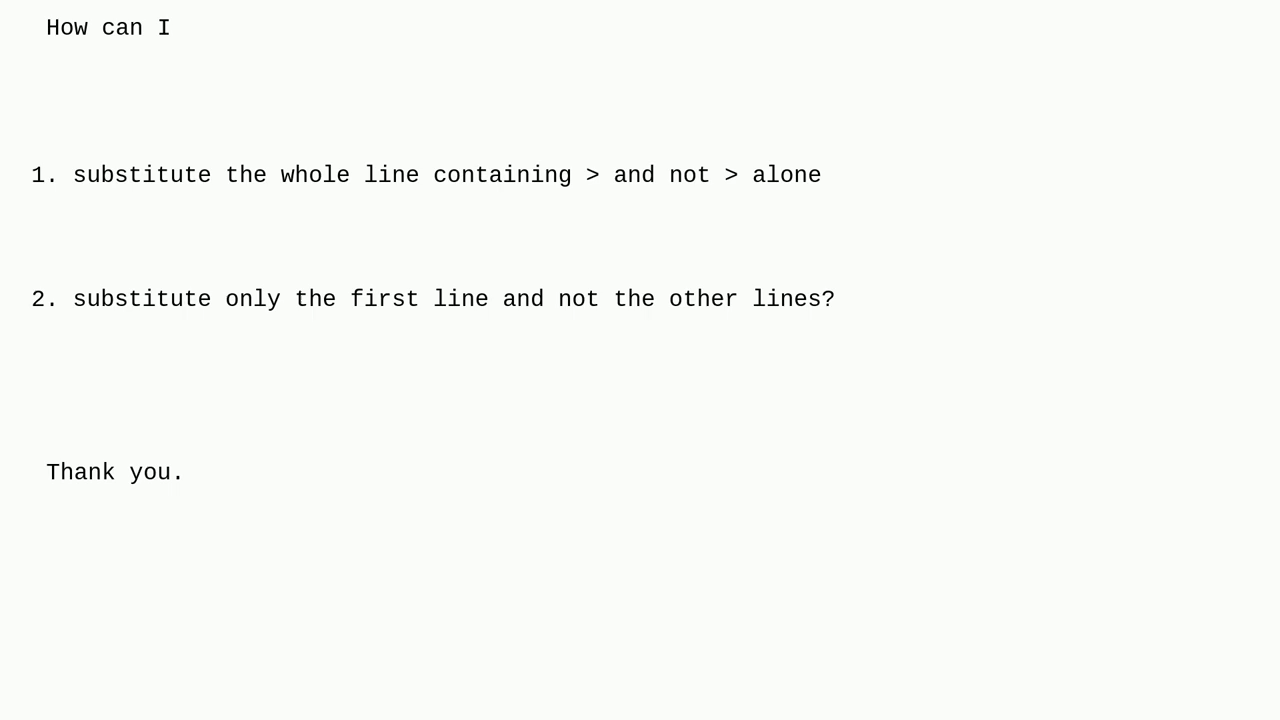 How can I
1. substitute the whole line containing > and not > alone
2. substitute only the first line and not the other lines?
Thank you.